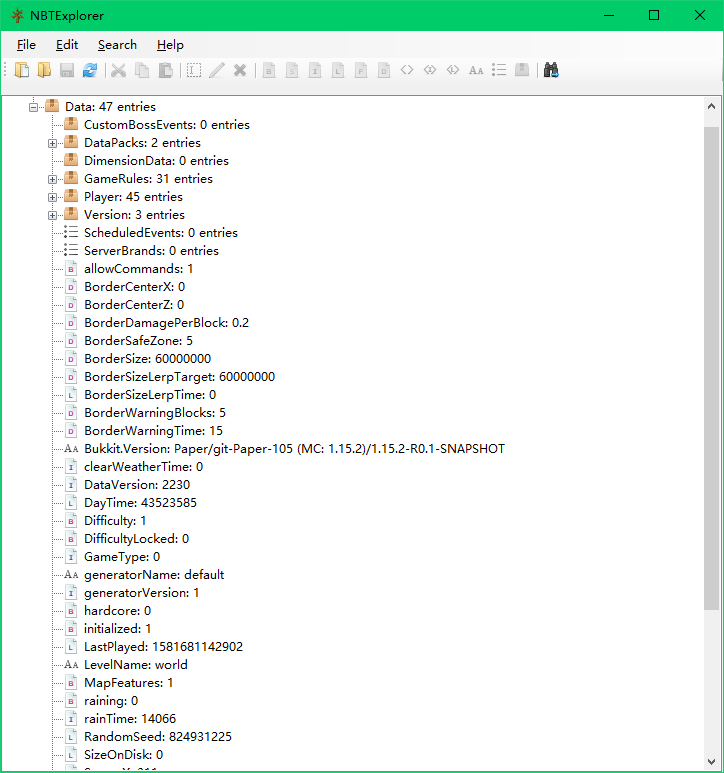 NBTExplorer
File Edit Search Help
Data: 47 entries
CustomBossEvents: 0 entries
DataPacks: 2 entries
DimensionData: 0 entries
GameRules: 31 entries
Player: 45 entries
Version: 3 entries
ScheduledEvents: 0 entries
ServerBrands: 0 entries
allowCommands: 1
BorderCenterX: 0
BorderCenterZ: 0
BorderDamagePerBlock: 0.2
BorderSafeZone: 5
BorderSize: 60000000
BorderSizeLerpTarget: 60000000
BorderSizeLerpTime: 0
BorderWarningBlocks: 5
BorderWarningTime: 15
Bukkit.Version: Paper/git-Paper-105 (MC: 1.15.2)/1.15.2-R0.1-SNAPSHOT
clearWeatherTime: 0
DataVersion: 2230
DayTime: 43523585
Difficulty: 1
DifficultyLocked: 0
GameType: 0
generatorName: default
generatorVersion: 1
hardcore: 0
initialized: 1
LastPlayed: 1581681142902
LevelName: world
MapFeatures: 1
raining: 0
rainTime: 14066
RandomSeed: 824931225
SizeOnDisk: 0